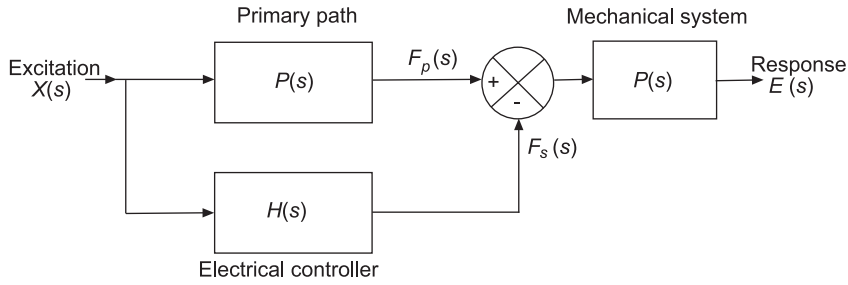 Primary path
Mechanical system
Excitation
X(s)
P(s)
F_p(s)
+
-
P(s)
Response
E (s)
F_s (s)
H(s)
Electrical controller